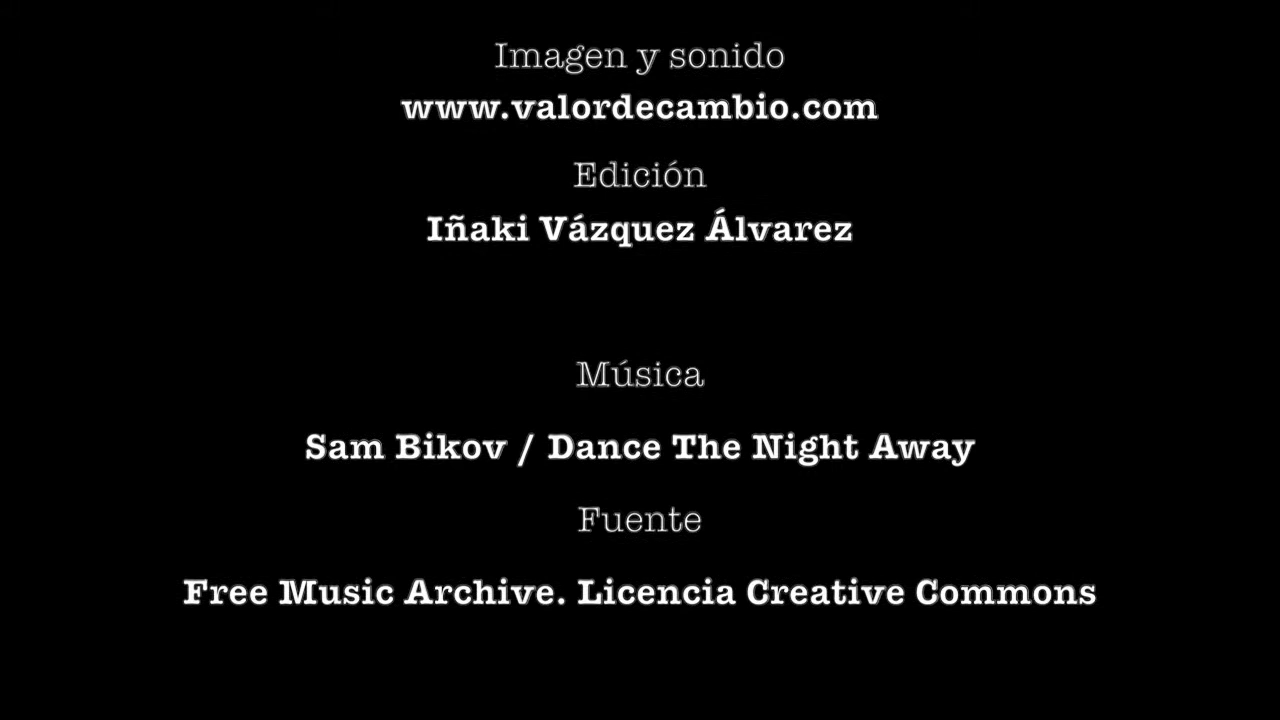 Imagen y sonido
www.valordecambio.com
Edición
Iñaki Vázquez Álvarez
Música
Sam Bikov / Dance The Night Away
Fuente
Free Music Archive. Licencia Creative Commons